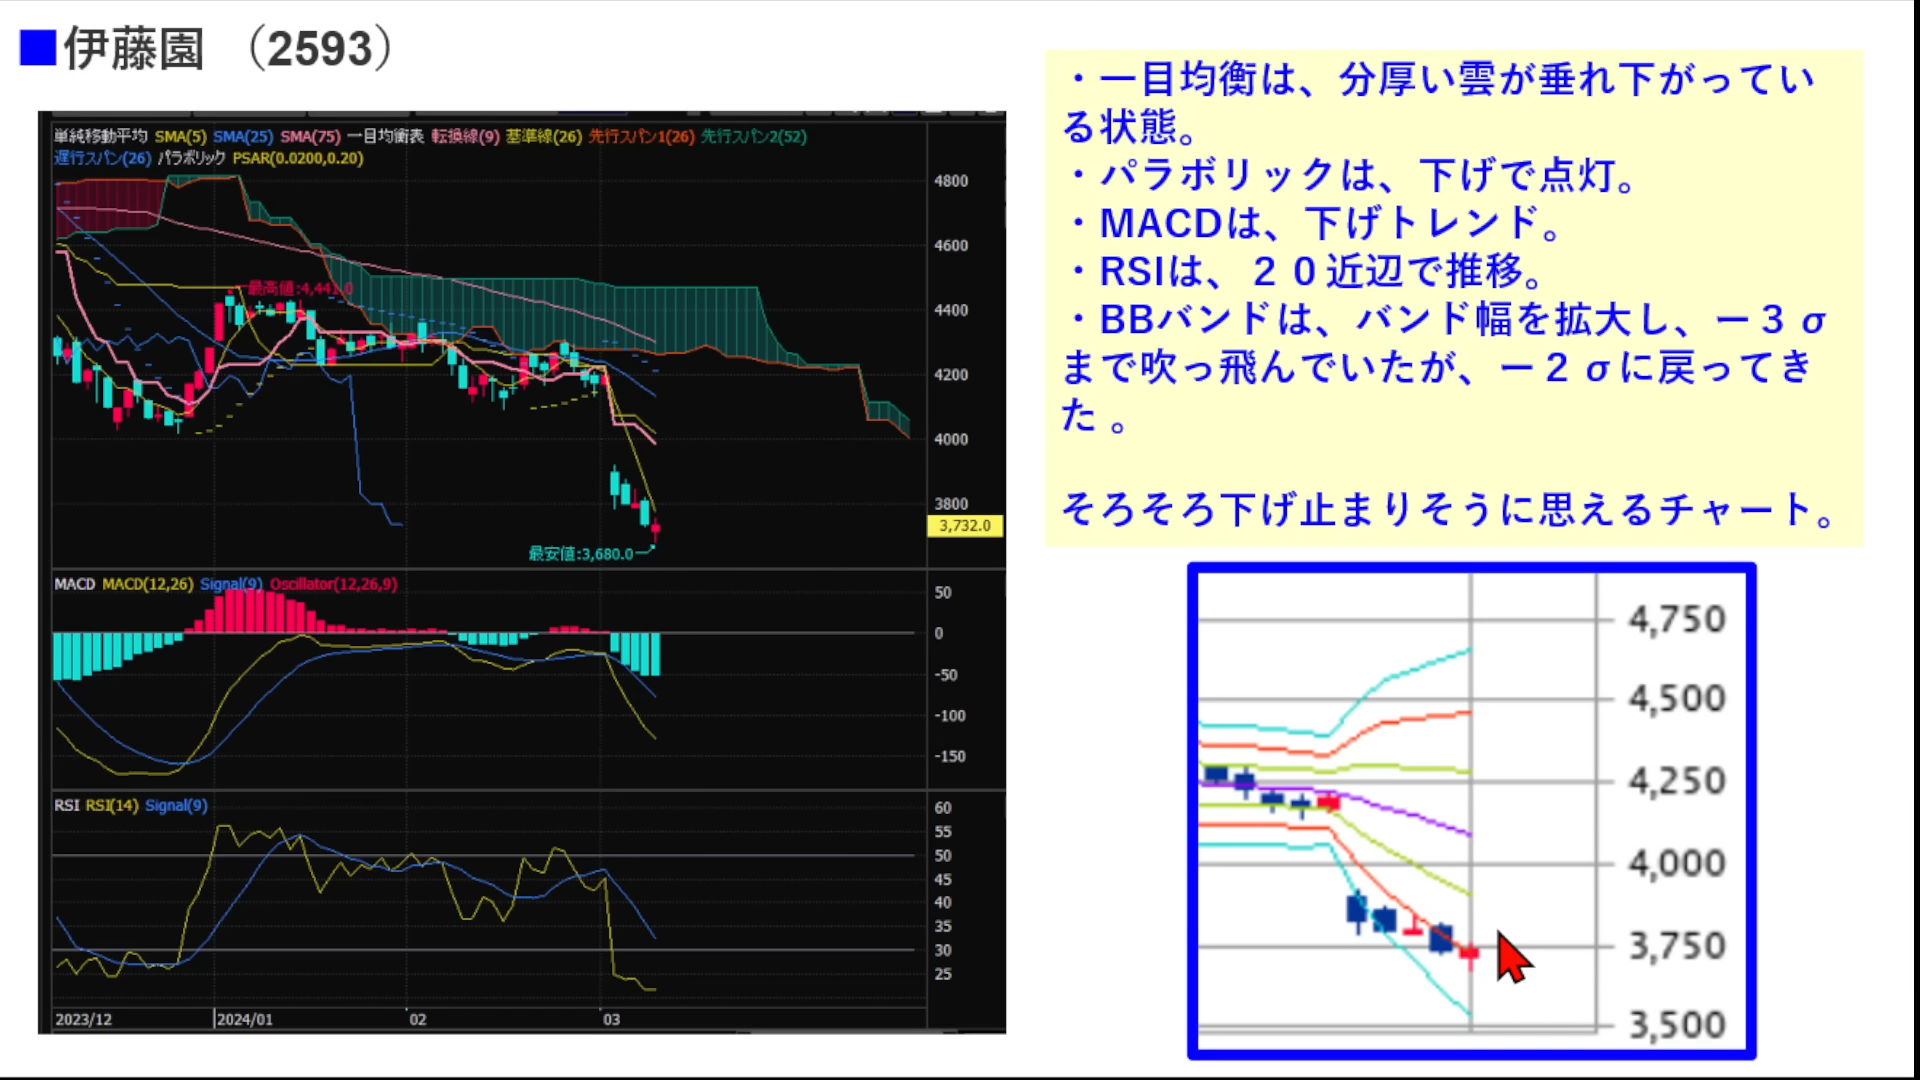 ■伊藤園 （2593）
・一目均衡は、分厚い雲が垂れ下がってい
る状態。
・パラボリックは、下げで点灯。
・MACDは、下げトレンド。
・RSIは、２０近辺で推移。
・BBバンドは、バンド幅を拡大し、ー３σ
まで吹っ飛んでいたが、ー２σに戻ってき
た 。
そろそろ下げ止まりそうに思えるチャート。
単純移動平均 SMA(5) SMA(25) SMA(75) 一目均衡表 転換線(9) 基準線(26) 先行スパン1(26) 先行スパン2(52)
遅行スパン(26) パラボリック PSAR(0.0200,0.20)
4800
4600
最高値:4,441.0
4400
4200
4000
3800
3,732.0
最安値:3,680.0
MACD MACD(12,26) Signal(9) Oscillator(12,26,9)
50
0
-50
-100
-150
RSI RSI(14) Signal(9)
60
55
50
45
40
35
30
25
2023/12 2024/01 02 03
4,750
4,500
4,250
4,000
3,750
3,500